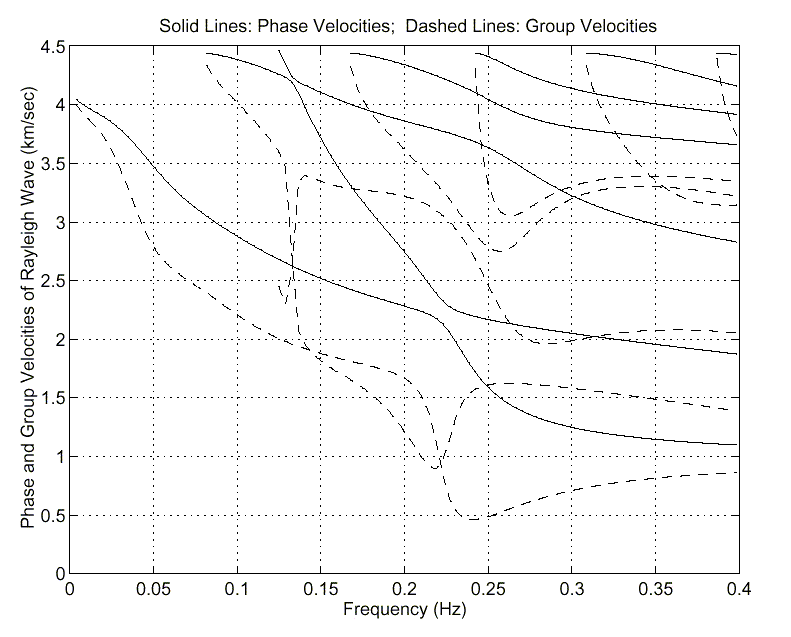 Solid Lines: Phase Velocities;  Dashed Lines: Group Velocities
Phase and Group Velocities of Rayleigh Wave (km/sec)
4.5
4
3.5
3
2.5
2
1.5
1
0.5
0
0 0.05 0.1 0.15 0.2 0.25 0.3 0.35 0.4
Frequency (Hz)